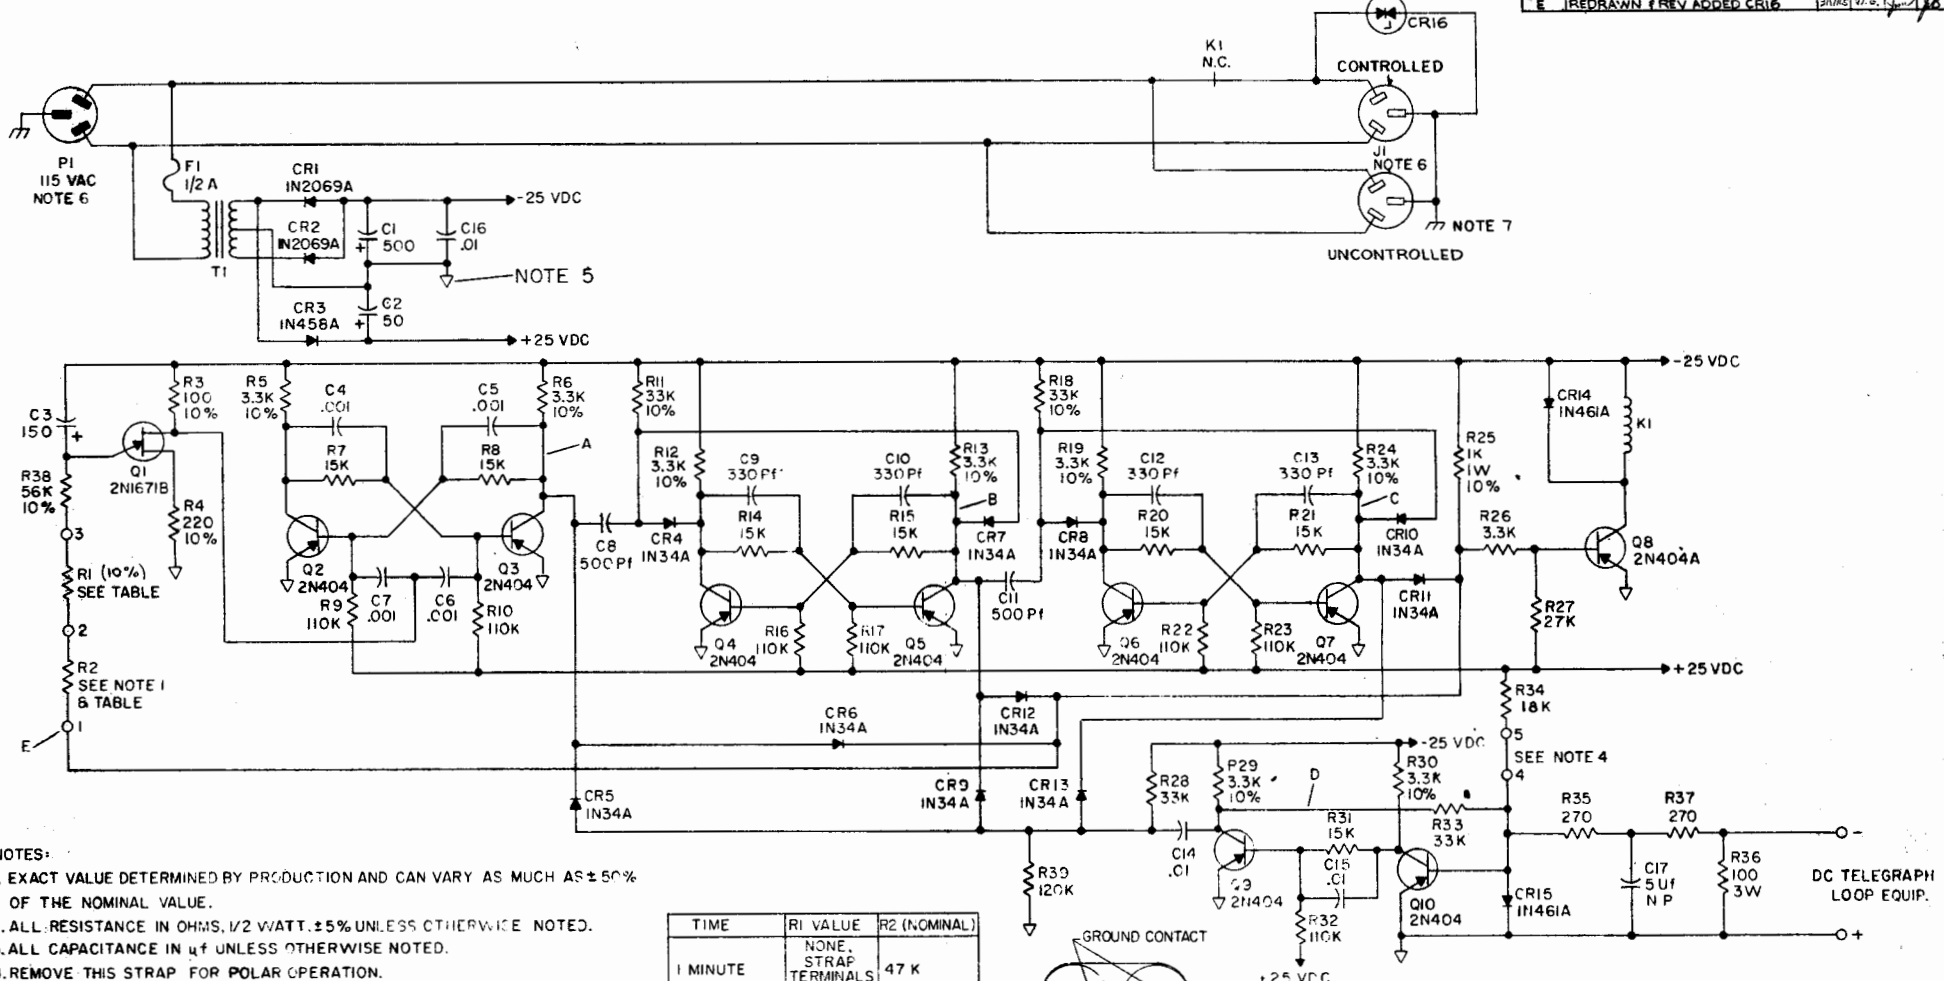 E REDRAWN & REV ADDED CR16
CR16
K1
N.C.
CONTROLLED
P1
115 VAC
NOTE 6
F1
1/2 A
T1
CR1
1N2069A
CR2
1N2069A
C1
500
+
C16
.01
-25 VDC
NOTE 5
CR3
1N458A
C2
50
+
+25 VDC
J1
NOTE 6
NOTE 7
UNCONTROLLED
-25 VDC
C3
150
+
R3
100
10%
R5
3.3K
10%
C4
.001
C5
.001
R6
3.3K
10%
R11
33K
10%
R18
33K
10%
CR14
1N461A
K1
Q1
2N1671B
R7
15K
R8
15K
A
R12
3.3K
10%
C9
330 Pf
C10
330 Pf
R13
3.3K
10%
B
R19
3.3K
10%
C12
330 Pf
C13
330 Pf
R24
3.3K
10%
C
R25
1K
1W
10%
R38
56K
10%
R4
220
10%
3
R1 (10%)
SEE TABLE
2
R2
SEE NOTE 1
& TABLE
1
E
Q2
2N404
Q3
2N404
R9
110K
C7
.001
C6
.001
R10
110K
C8
500 Pf
CR4
1N34A
R14
15K
R15
15K
CR7
1N34A
CR8
1N34A
R20
15K
R21
15K
CR10
1N34A
R26
3.3K
Q8
2N404A
Q4
2N404
R16
110K
R17
110K
Q5
2N404
C11
500 Pf
Q6
2N404
R22
110K
R23
110K
Q7
2N404
CR11
1N34A
R27
27K
+25 VDC
CR6
1N34A
CR12
1N34A
R34
18K
5
SEE NOTE 4
4
-25 VDC
CR5
1N34A
CR9
1N34A
CR13
1N34A
R28
33K
R29
3.3K
10%
D
R30
3.3K
10%
R33
33K
R35
270
R37
270
-
R39
120K
C14
.01
Q9
2N404
R31
15K
C15
.01
R32
110K
+25 VDC
Q10
2N404
CR15
1N461A
C17
5 Uf
N P
R36
100
3W
DC TELEGRAPH
LOOP EQUIP.
+
NOTES:
. EXACT VALUE DETERMINED BY PRODUCTION AND CAN VARY AS MUCH AS ± 50%
OF THE NOMINAL VALUE.
. ALL RESISTANCE IN OHMS, 1/2 WATT, ±5% UNLESS OTHERWISE NOTED.
. ALL CAPACITANCE IN µf UNLESS OTHERWISE NOTED.
. REMOVE THIS STRAP FOR POLAR OPERATION.
TIME R1 VALUE R2 (NOMINAL)
1 MINUTE NONE, STRAP TERMINALS 47 K
GROUND CONTACT